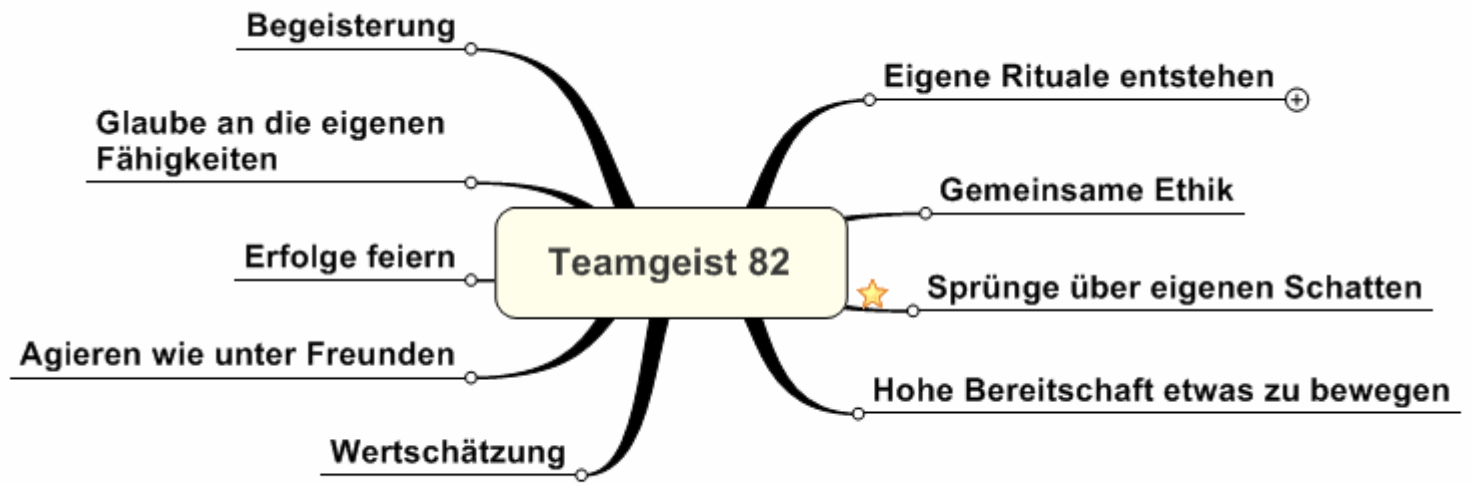 Begeisterung
Glaube an die eigenen
Fähigkeiten
Erfolge feiern
Agieren wie unter Freunden
Wertschätzung
Teamgeist 82
Eigene Rituale entstehen
Gemeinsame Ethik
Sprünge über eigenen Schatten
Hohe Bereitschaft etwas zu bewegen